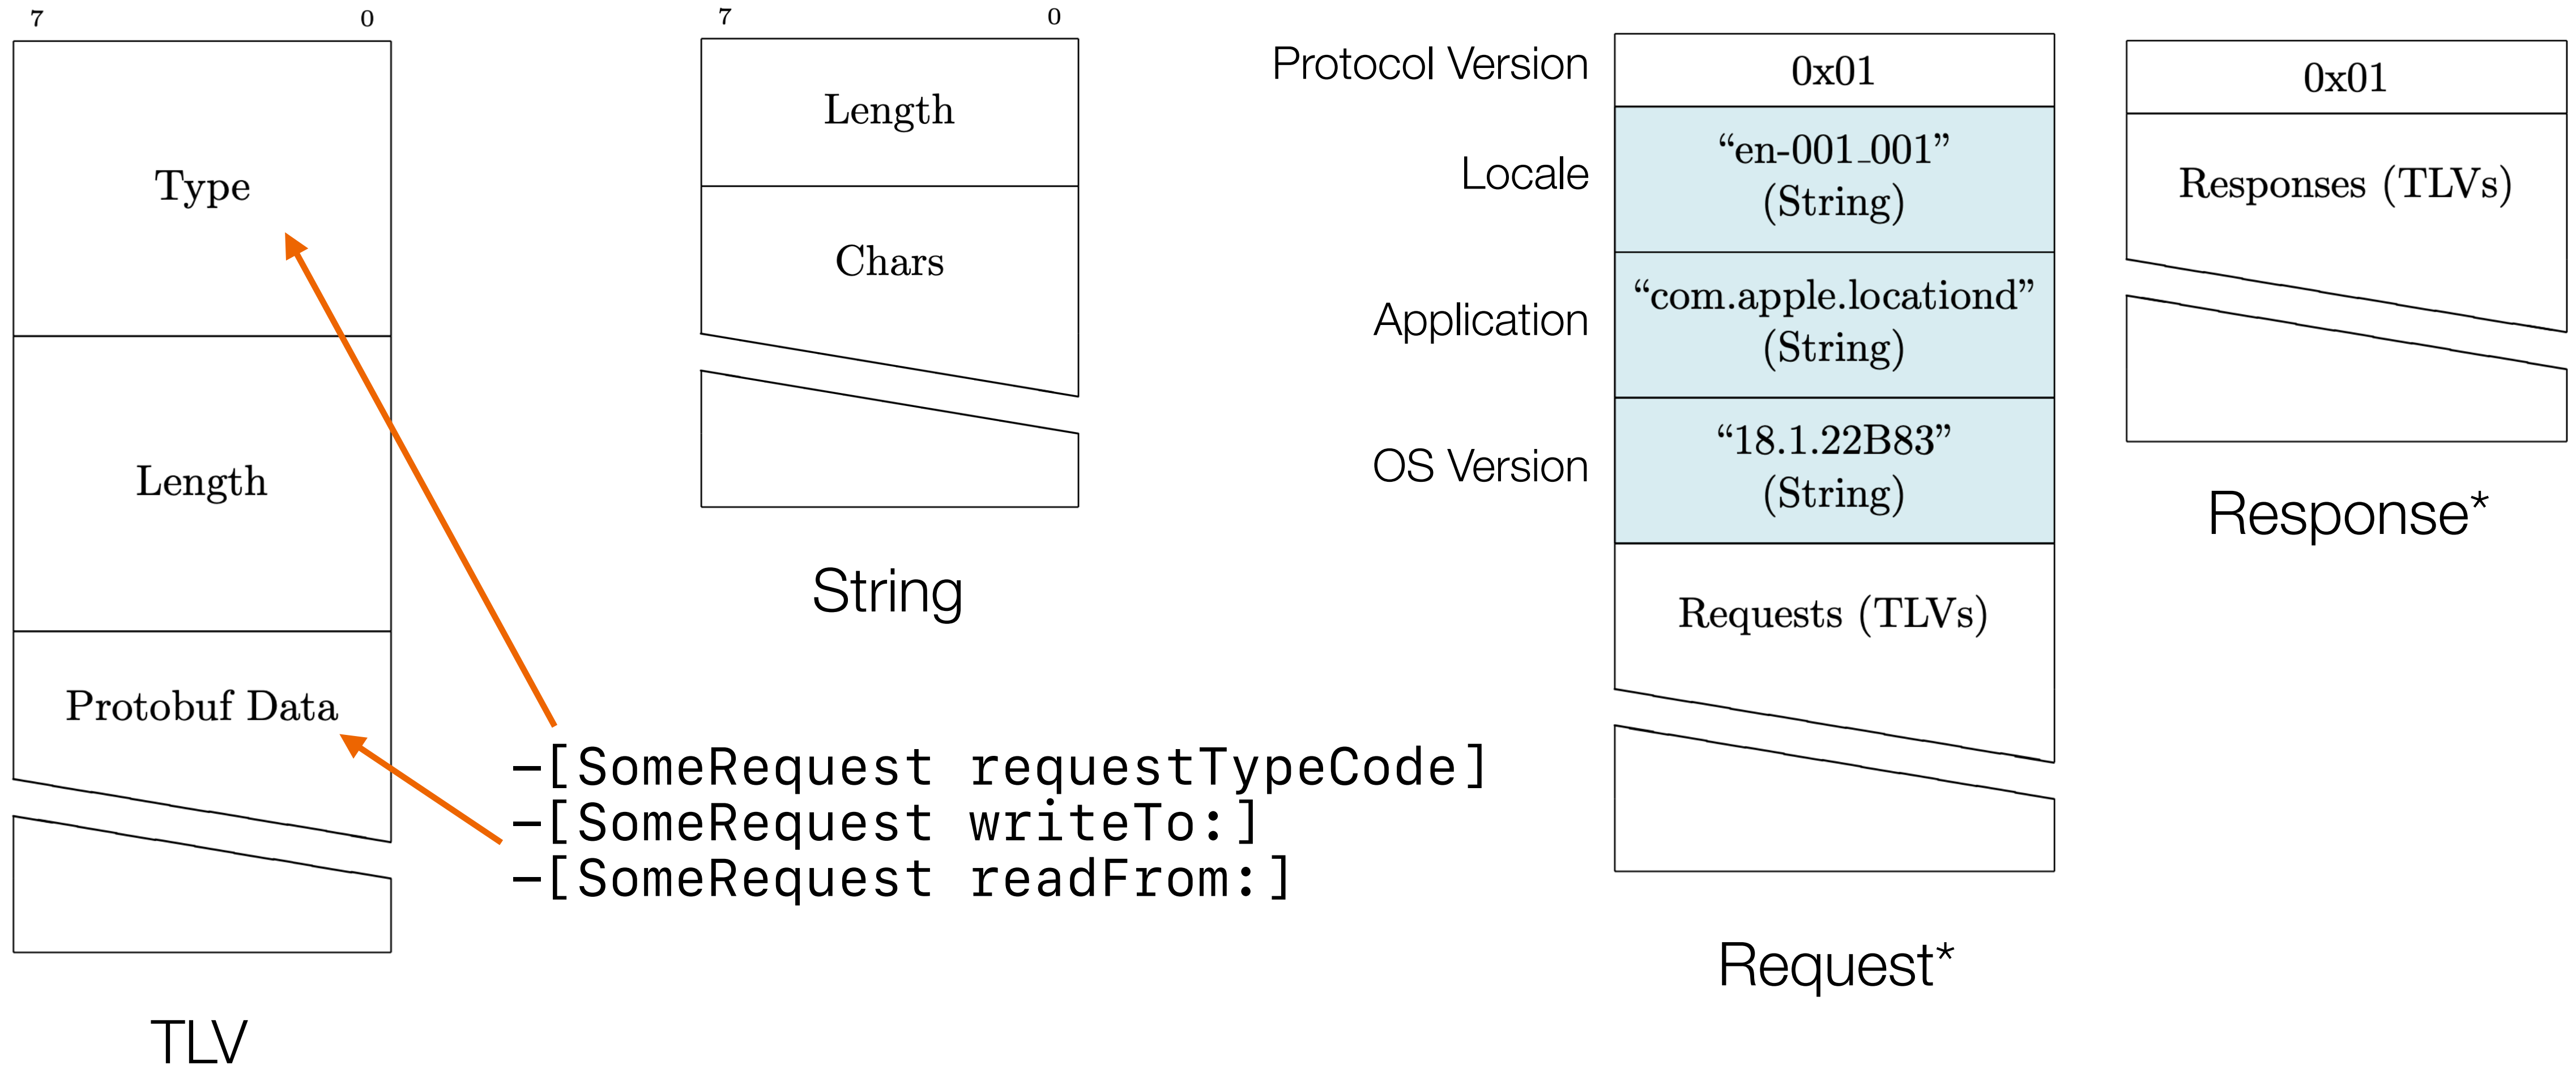 7 0
Type
Length
Protobuf Data
TLV
7 0
Length
Chars
String
-[SomeRequest requestTypeCode]
-[SomeRequest writeTo:]
-[SomeRequest readFrom:]
Protocol Version
0x01
Locale
“en-001_001”
(String)
Application
“com.apple.locationd”
(String)
OS Version
“18.1.22B83”
(String)
Requests (TLVs)
Request*
0x01
Responses (TLVs)
Response*